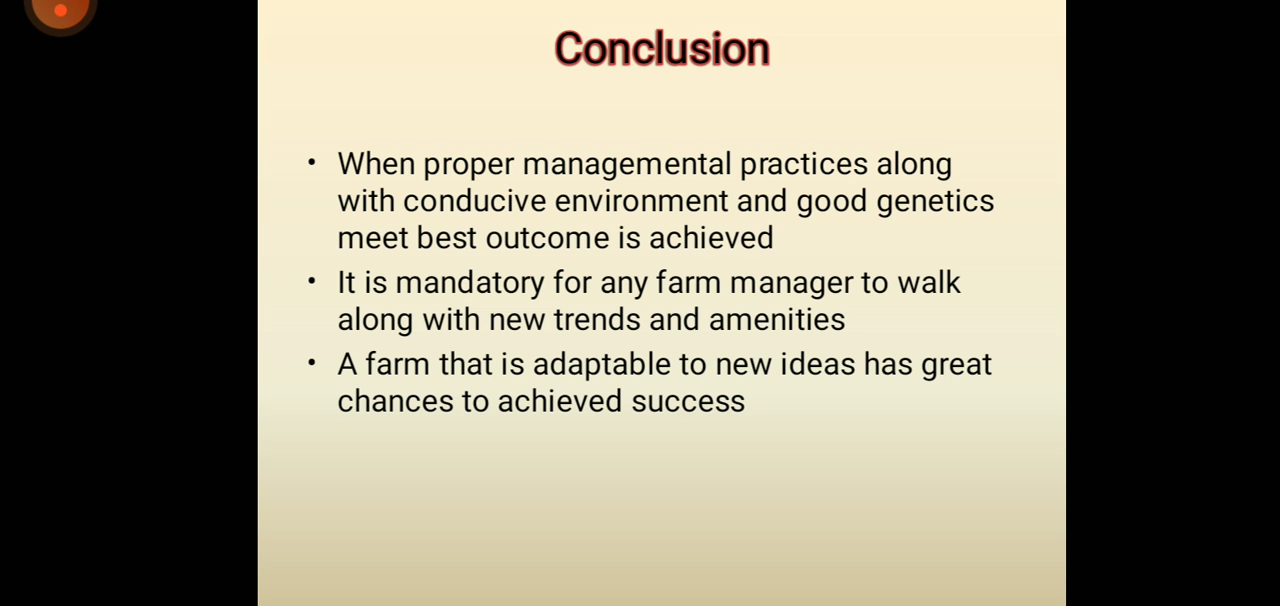 Conclusion
• When proper managemental practices along
with conducive environment and good genetics
meet best outcome is achieved
• It is mandatory for any farm manager to walk
along with new trends and amenities
• A farm that is adaptable to new ideas has great
chances to achieved success